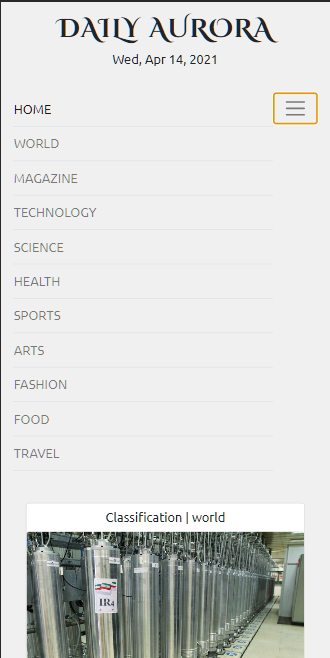 DAILY AURORA
Wed, Apr 14, 2021
HOME
WORLD
MAGAZINE
TECHNOLOGY
SCIENCE
HEALTH
SPORTS
ARTS
FASHION
FOOD
TRAVEL
Classification | world
IR4